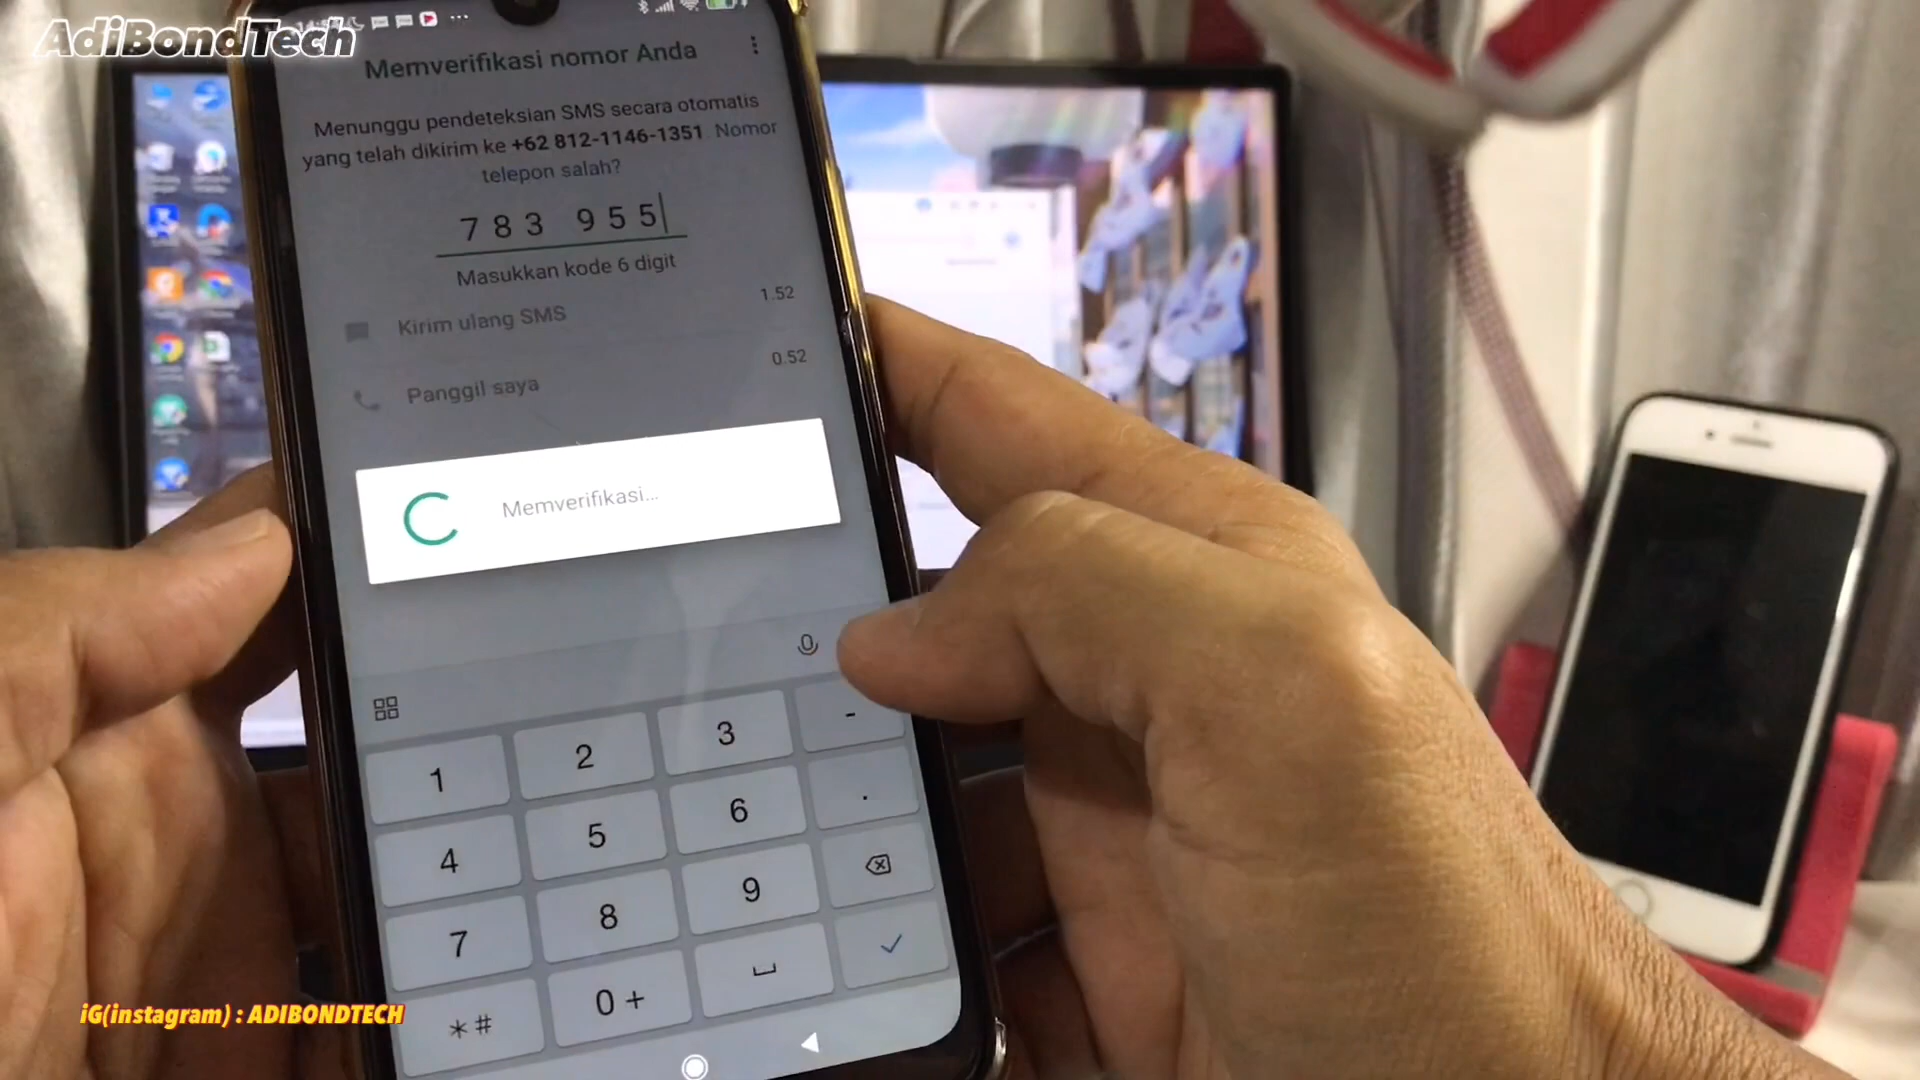 AdiBondTech
Memverifikasi nomor Anda
Menunggu pendeteksian SMS secara otomatis
yang telah dikirim ke +62 812-1146-1351. Nomor
telepon salah?
783 955
Masukkan kode 6 digit
Kirim ulang SMS 1.52
Panggil saya 0.52
Memverifikasi...
1 2 3 -
4 5 6 .
7 8 9
* # 0 +
iG(instagram) : ADIBONDTECH